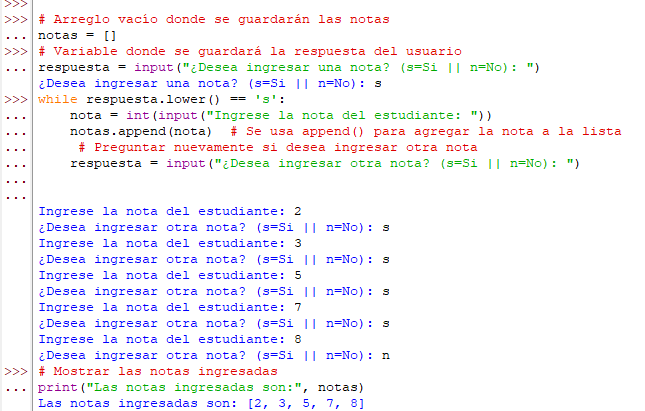 >>>
>>> # Arreglo vacío donde se guardarán las notas
... notas = []
>>> # Variable donde se guardará la respuesta del usuario
... respuesta = input("¿Desea ingresar una nota? (s=Si || n=No): ")
¿Desea ingresar una nota? (s=Si || n=No): s
>>> while respuesta.lower() == 's':
...     nota = int(input("Ingrese la nota del estudiante: "))
...     notas.append(nota)  # Se usa append() para agregar la nota a la lista
...      # Preguntar nuevamente si desea ingresar otra nota
...     respuesta = input("¿Desea ingresar otra nota? (s=Si || n=No): ")
...
...
Ingrese la nota del estudiante: 2
¿Desea ingresar otra nota? (s=Si || n=No): s
Ingrese la nota del estudiante: 3
¿Desea ingresar otra nota? (s=Si || n=No): s
Ingrese la nota del estudiante: 5
¿Desea ingresar otra nota? (s=Si || n=No): s
Ingrese la nota del estudiante: 7
¿Desea ingresar otra nota? (s=Si || n=No): s
Ingrese la nota del estudiante: 8
¿Desea ingresar otra nota? (s=Si || n=No): n
>>> # Mostrar las notas ingresadas
... print("Las notas ingresadas son:", notas)
Las notas ingresadas son: [2, 3, 5, 7, 8]